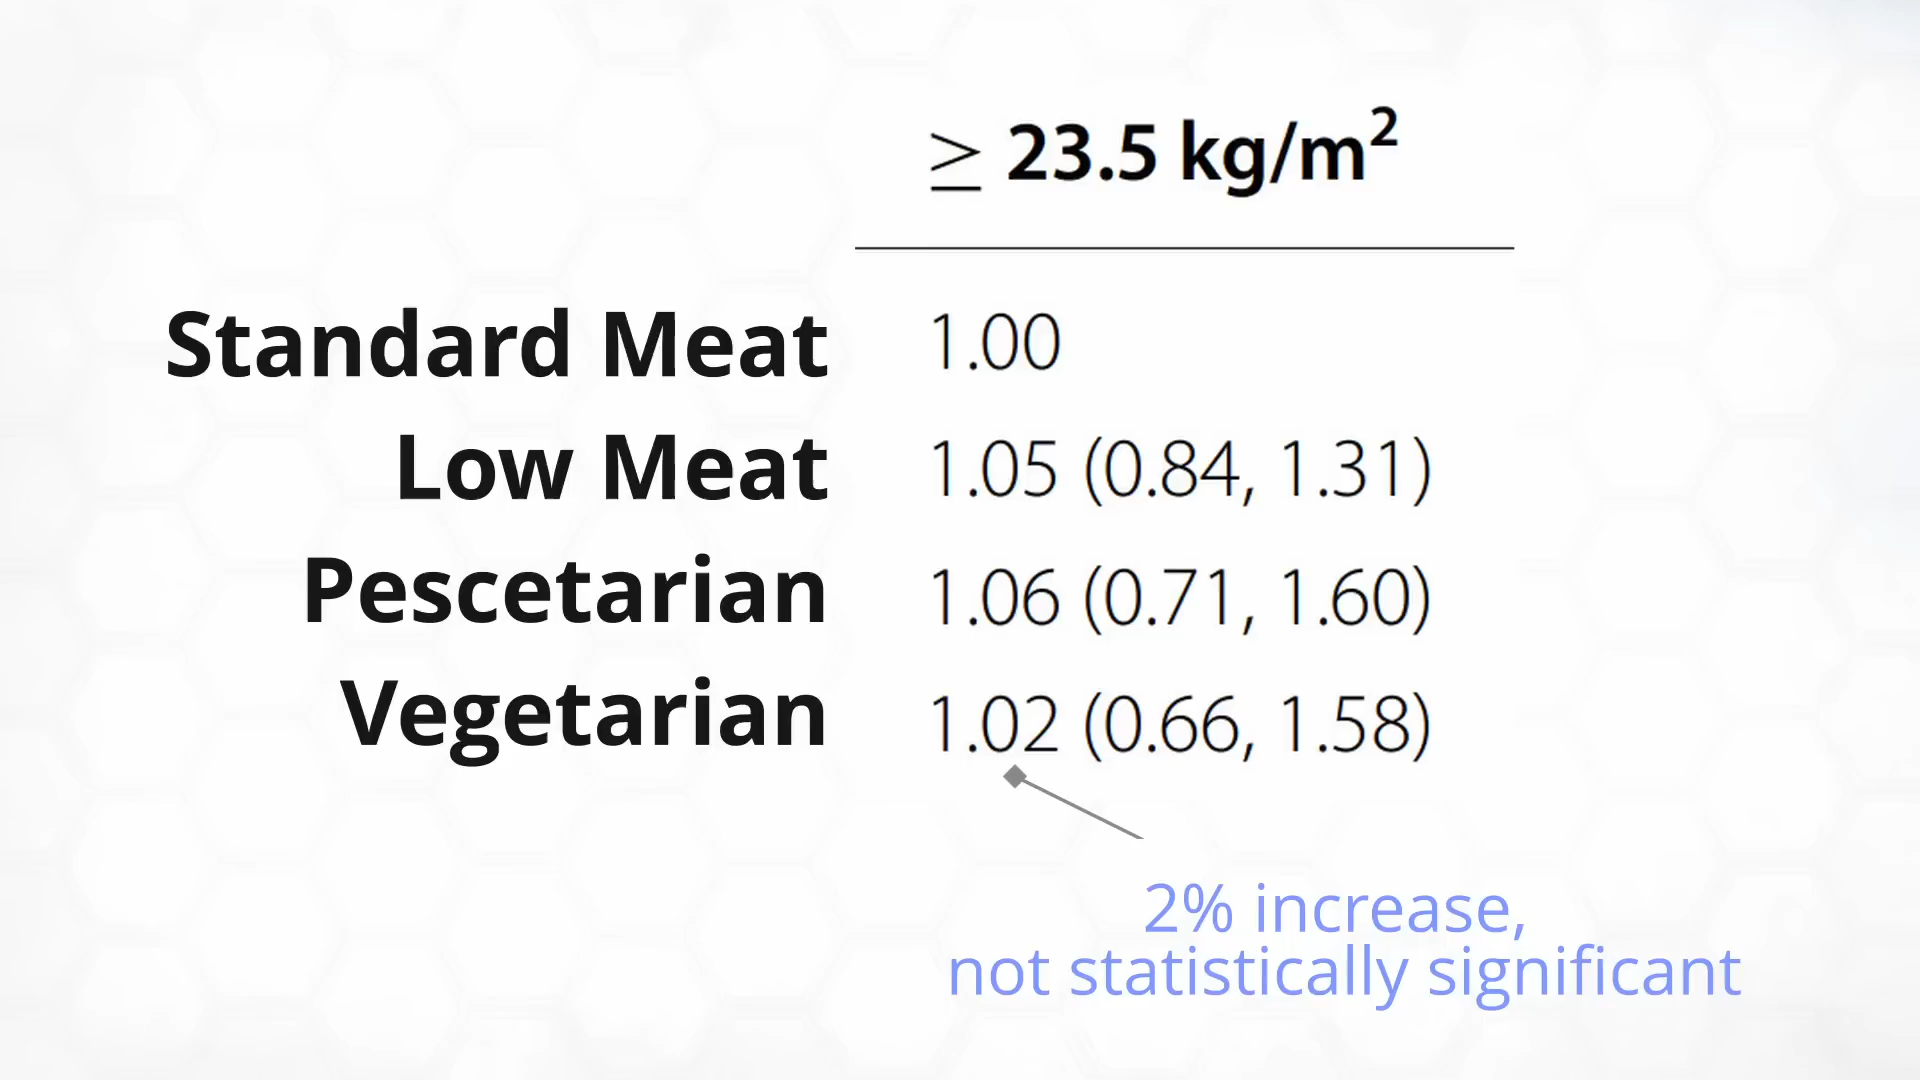 ≥ 23.5 kg/m²
Standard Meat 1.00
Low Meat 1.05 (0.84, 1.31)
Pescetarian 1.06 (0.71, 1.60)
Vegetarian 1.02 (0.66, 1.58)
2% increase,
not statistically significant